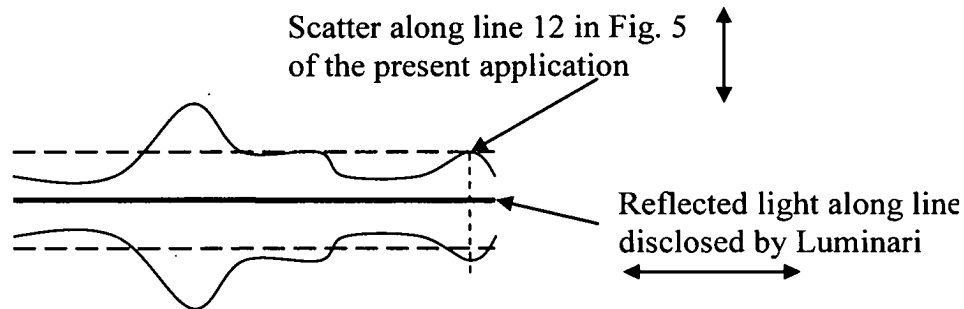 Scatter along line 12 in Fig. 5
of the present application
Reflected light along line
disclosed by Luminari